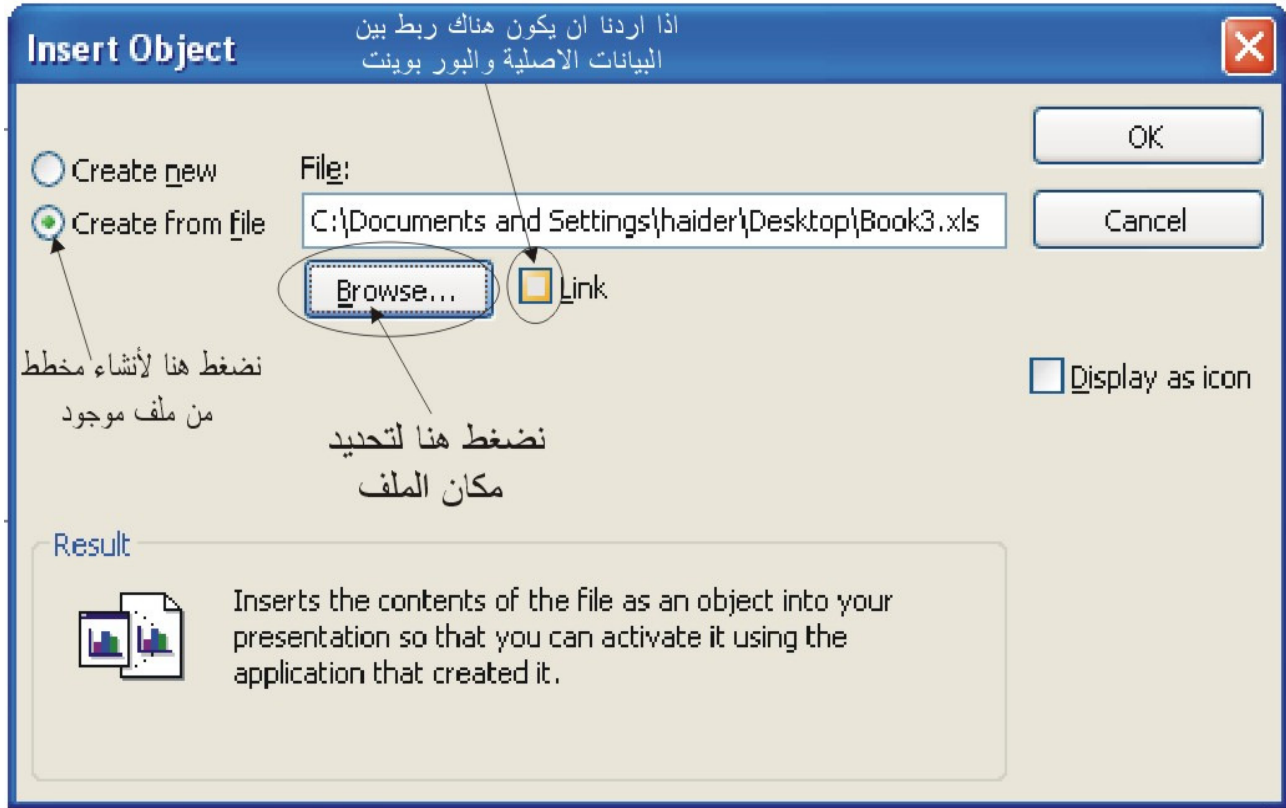 Insert Object
اذا اردنا ان يكون هناك ربط بين
البيانات الاصلية والبور بوينت
OK
Create new
File:
Create from file
C:\Documents and Settings\haider\Desktop\Book3.xls
Cancel
Browse...
Link
نضغط هنا لأنشاء مخطط
من ملف موجود
Display as icon
نضغط هنا لتحديد
مكان الملف
Result
Inserts the contents of the file as an object into your
presentation so that you can activate it using the
application that created it.